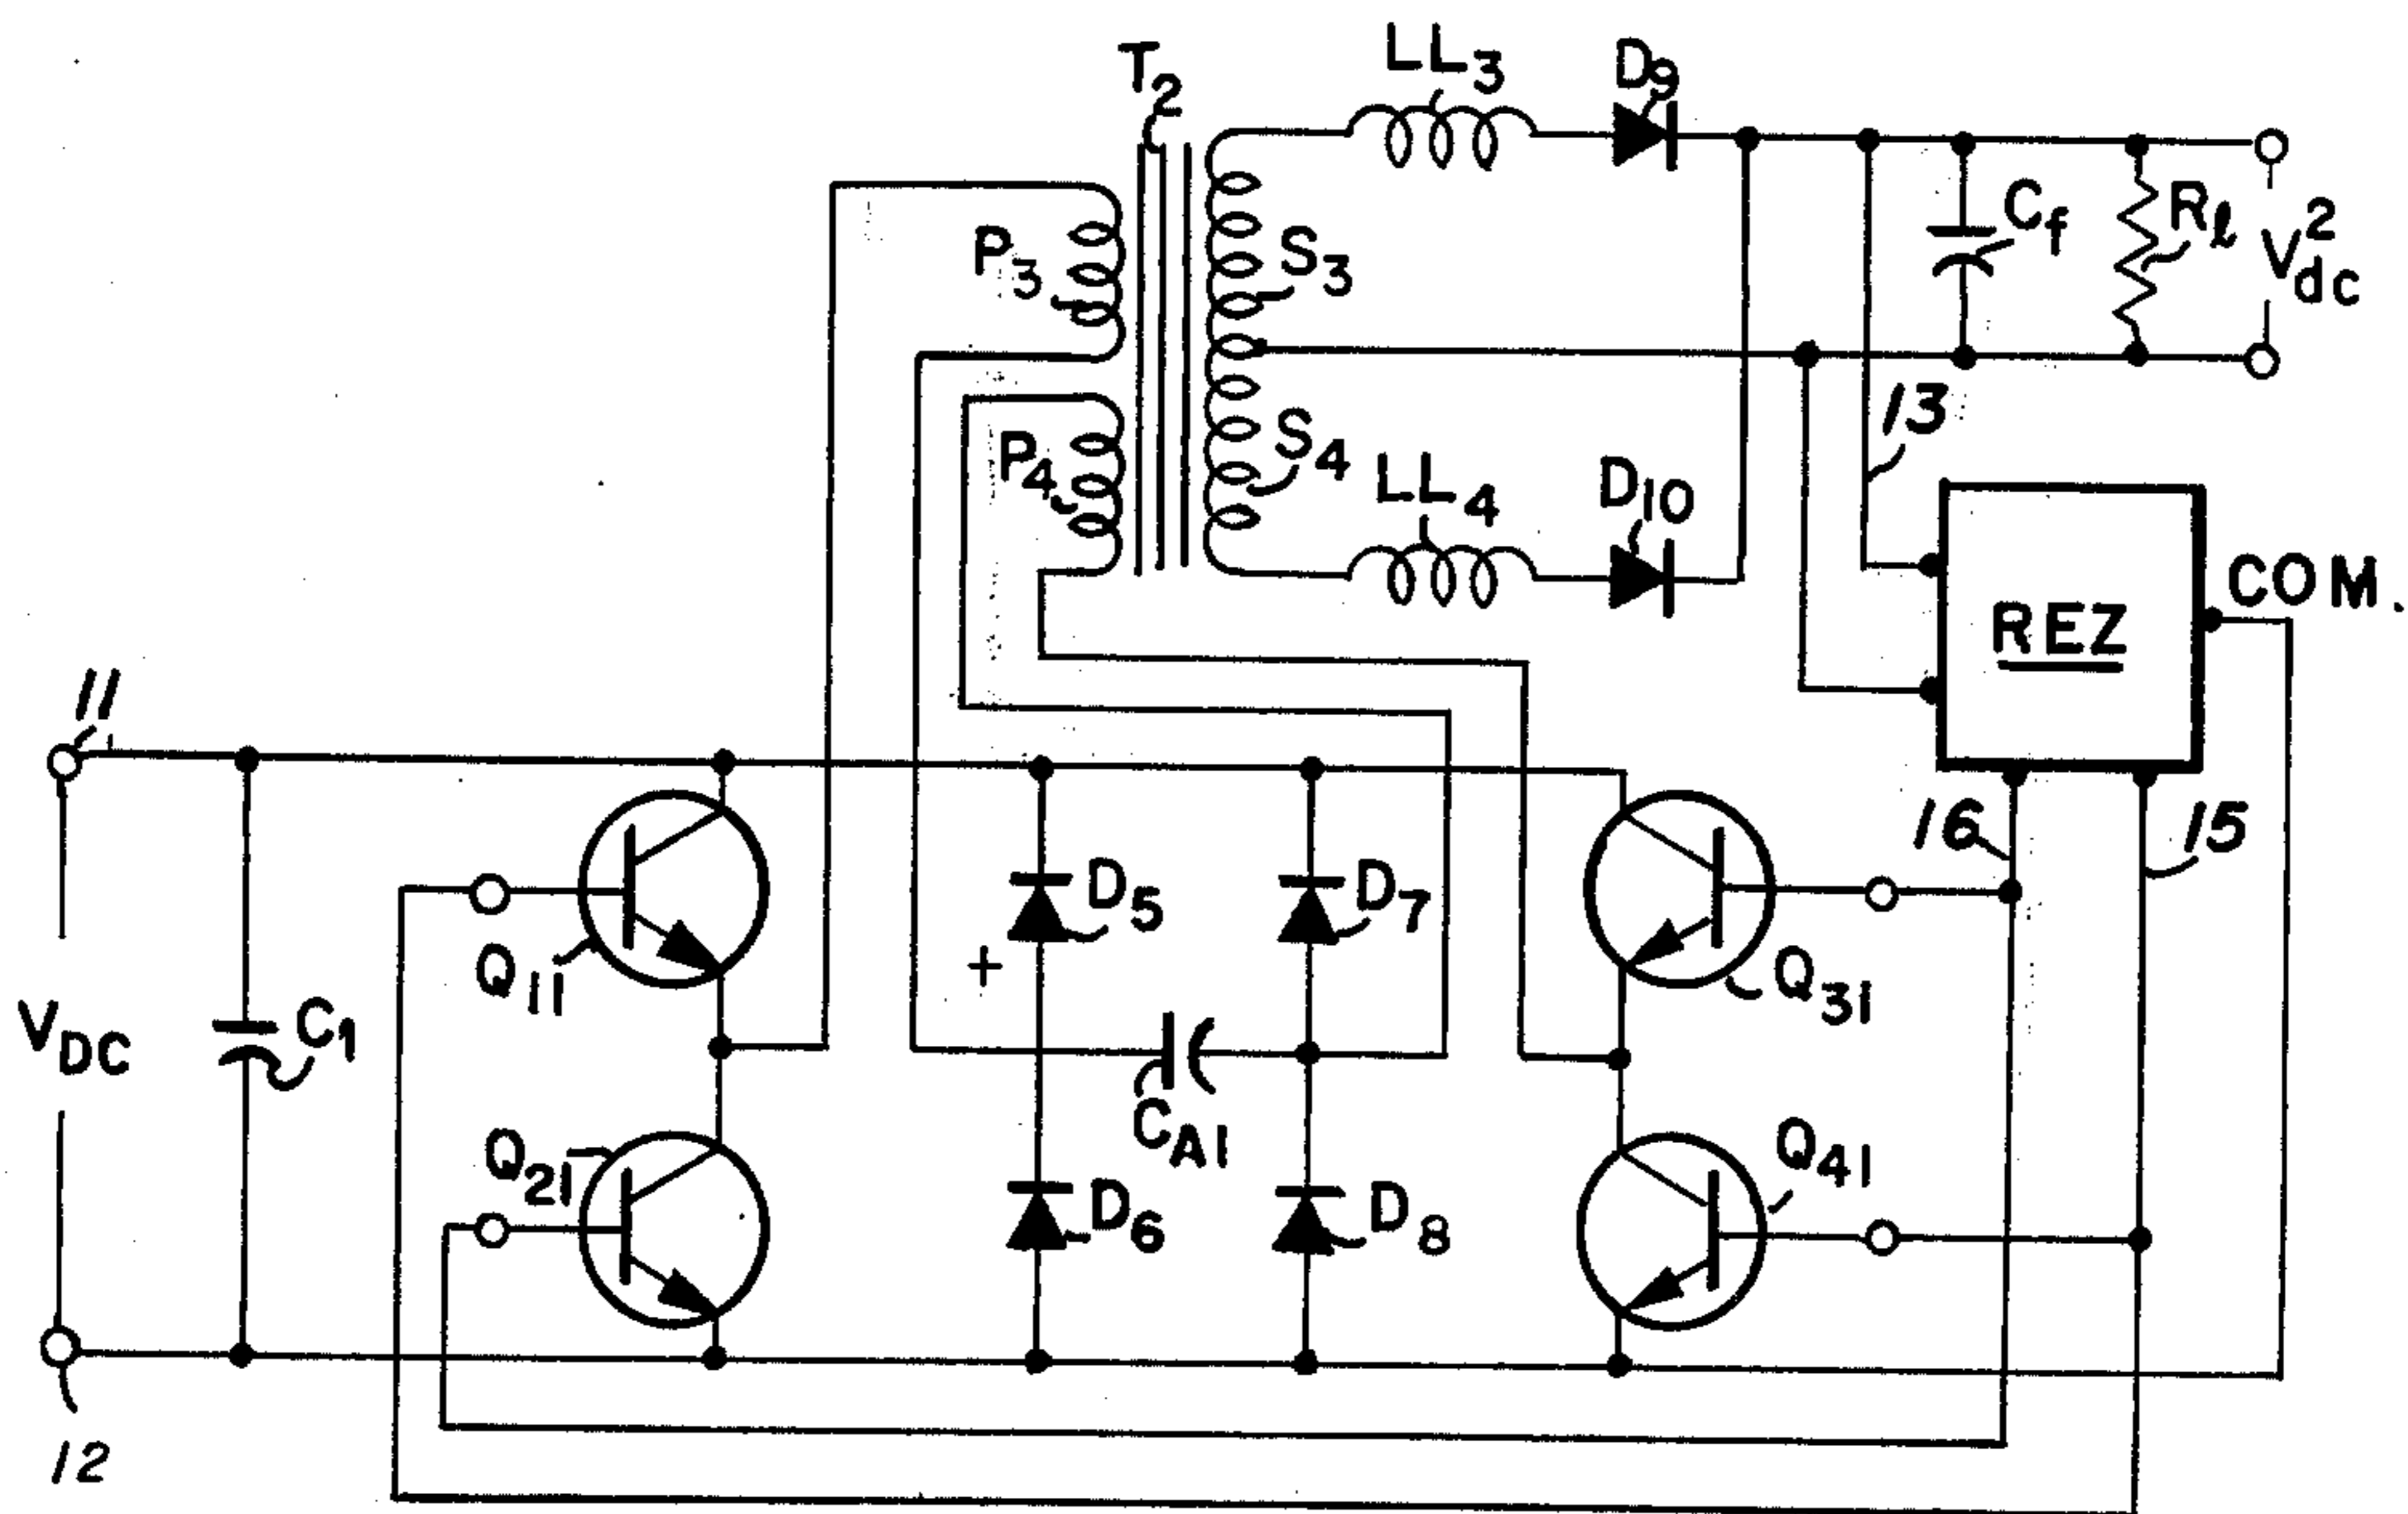 T2
LL3
D9
P3
S3
Cf
Rℓ
V2dc
P4
S4
LL4
D10
13
COM.
REZ
11
16
15
D5
D7
+
Q11
Q31
VDC
C1
CA1
Q21
Q41
D6
D8
12